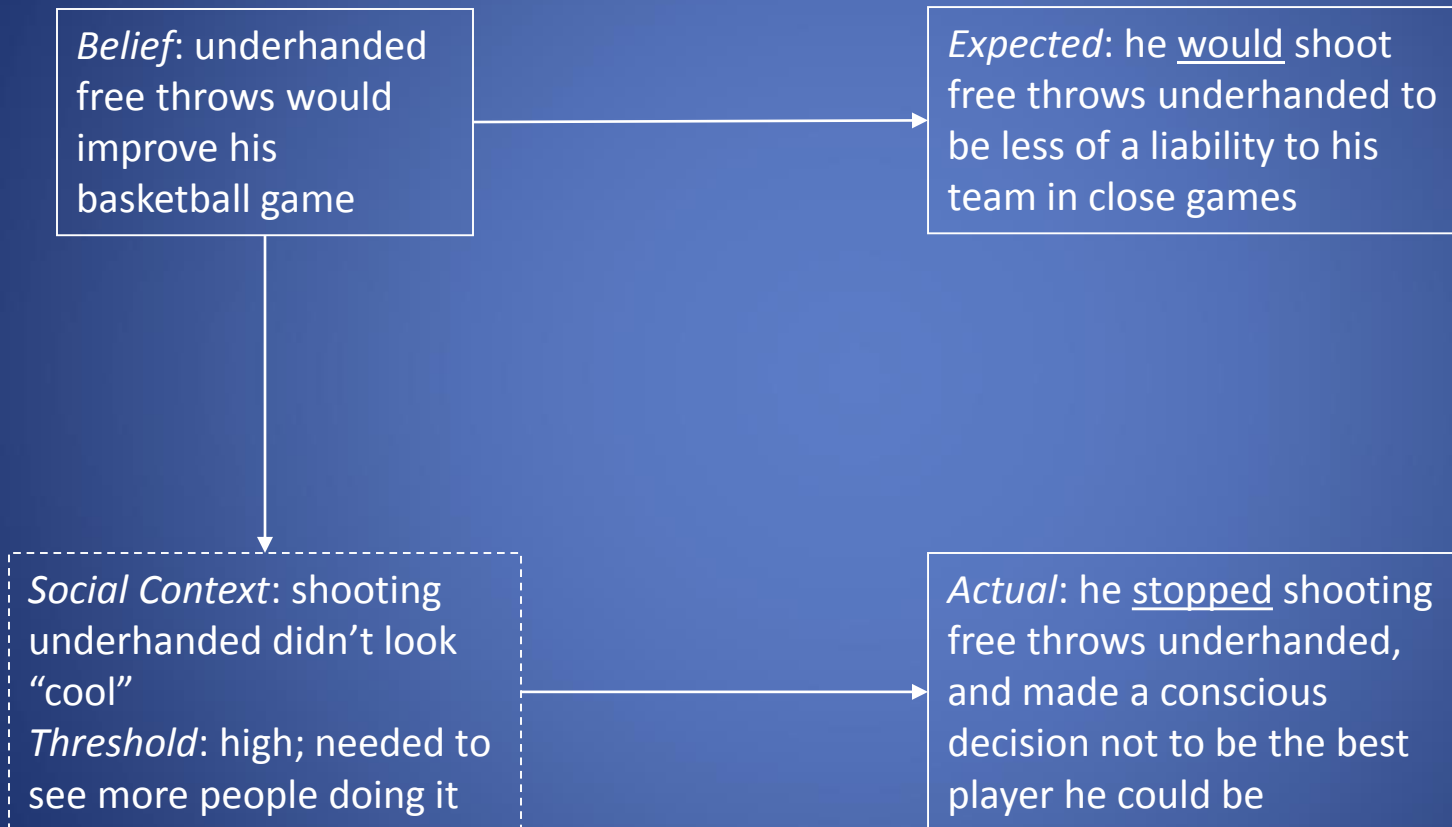 Belief: underhanded
free throws would
improve his
basketball game
Expected: he would shoot
free throws underhanded to
be less of a liability to his
team in close games
Social Context: shooting
underhanded didn’t look
“cool”
Threshold: high; needed to
see more people doing it
Actual: he stopped shooting
free throws underhanded,
and made a conscious
decision not to be the best
player he could be